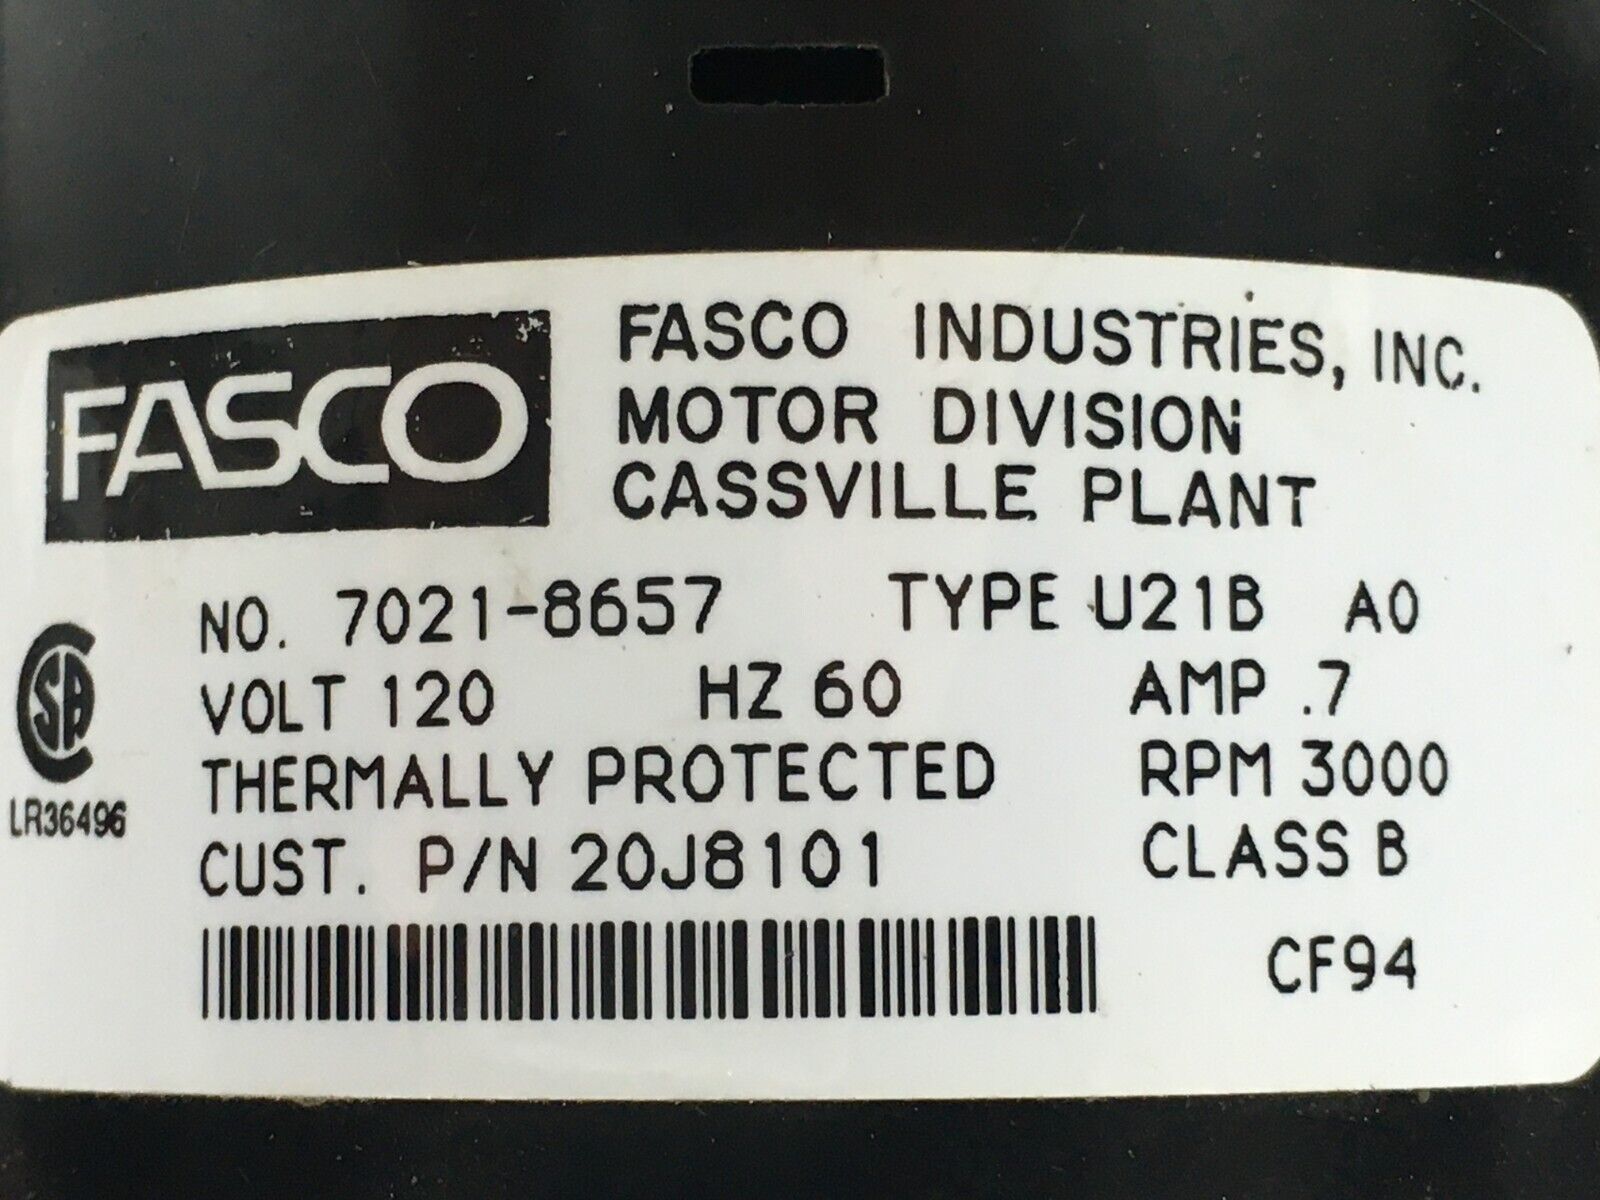 FASCO
FASCO INDUSTRIES, INC.
MOTOR DIVISION
CASSVILLE PLANT
NO. 7021-8657 TYPE U21B A0
VOLT 120 HZ 60 AMP .7
THERMALLY PROTECTED RPM 3000
CUST. P/N 20J8101 CLASS B
CF94
CSA
LR36496